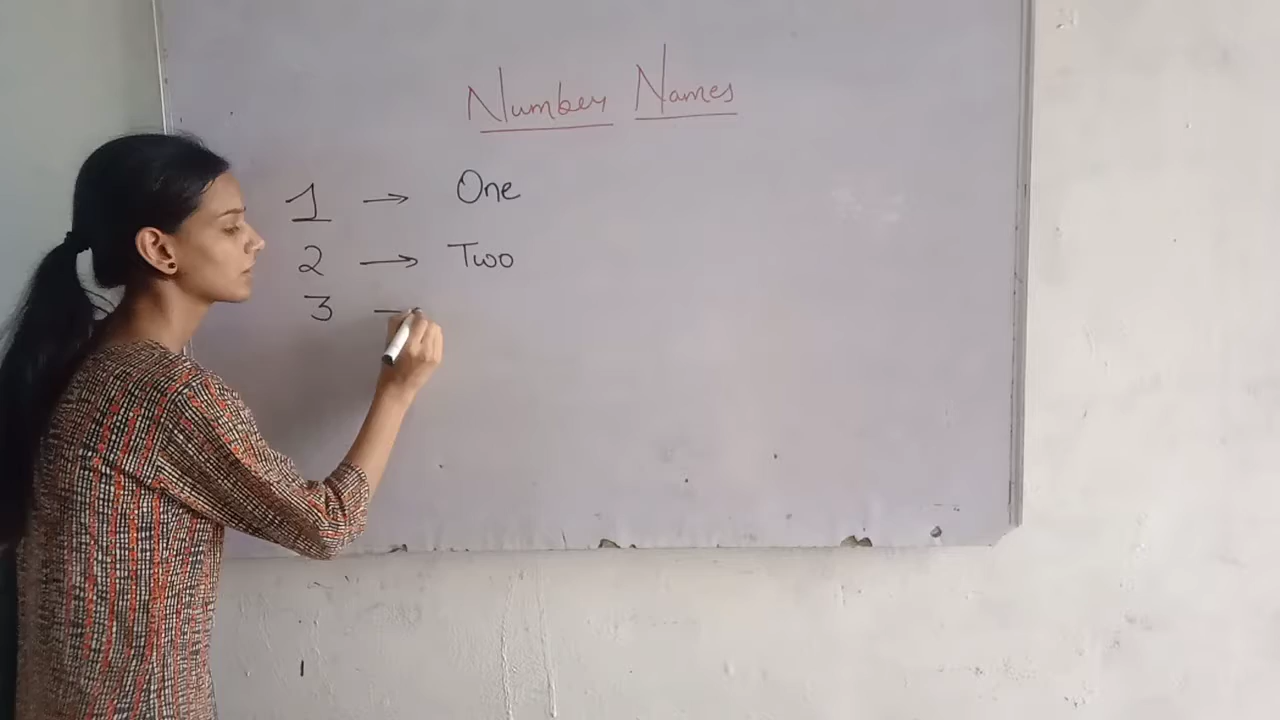 Number Names
1 → One
2 → Two
3 –